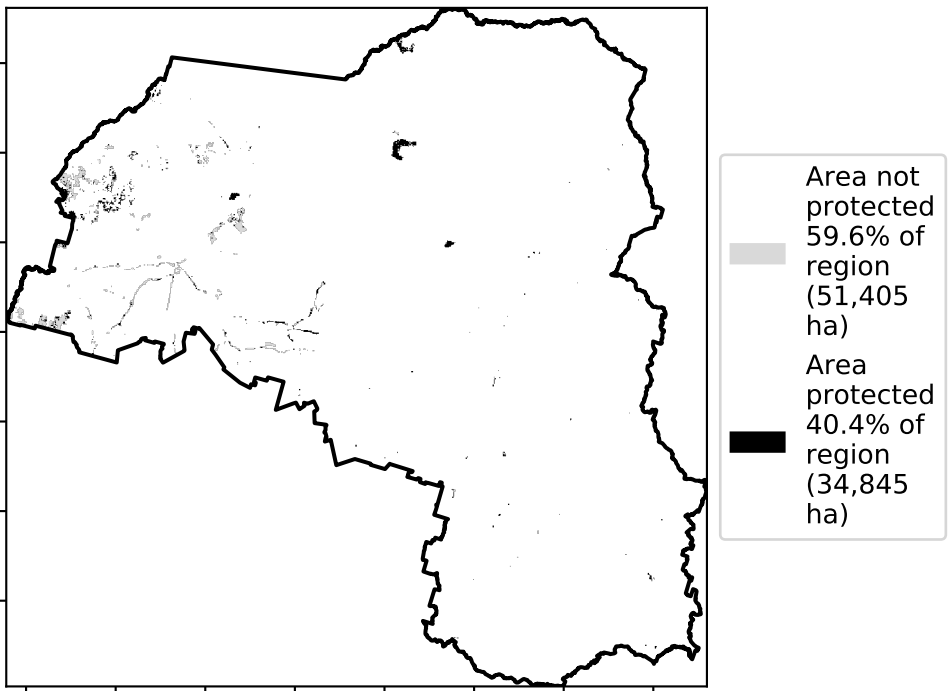 Area not
protected
59.6% of
region
(51,405
ha)
Area
protected
40.4% of
region
(34,845
ha)